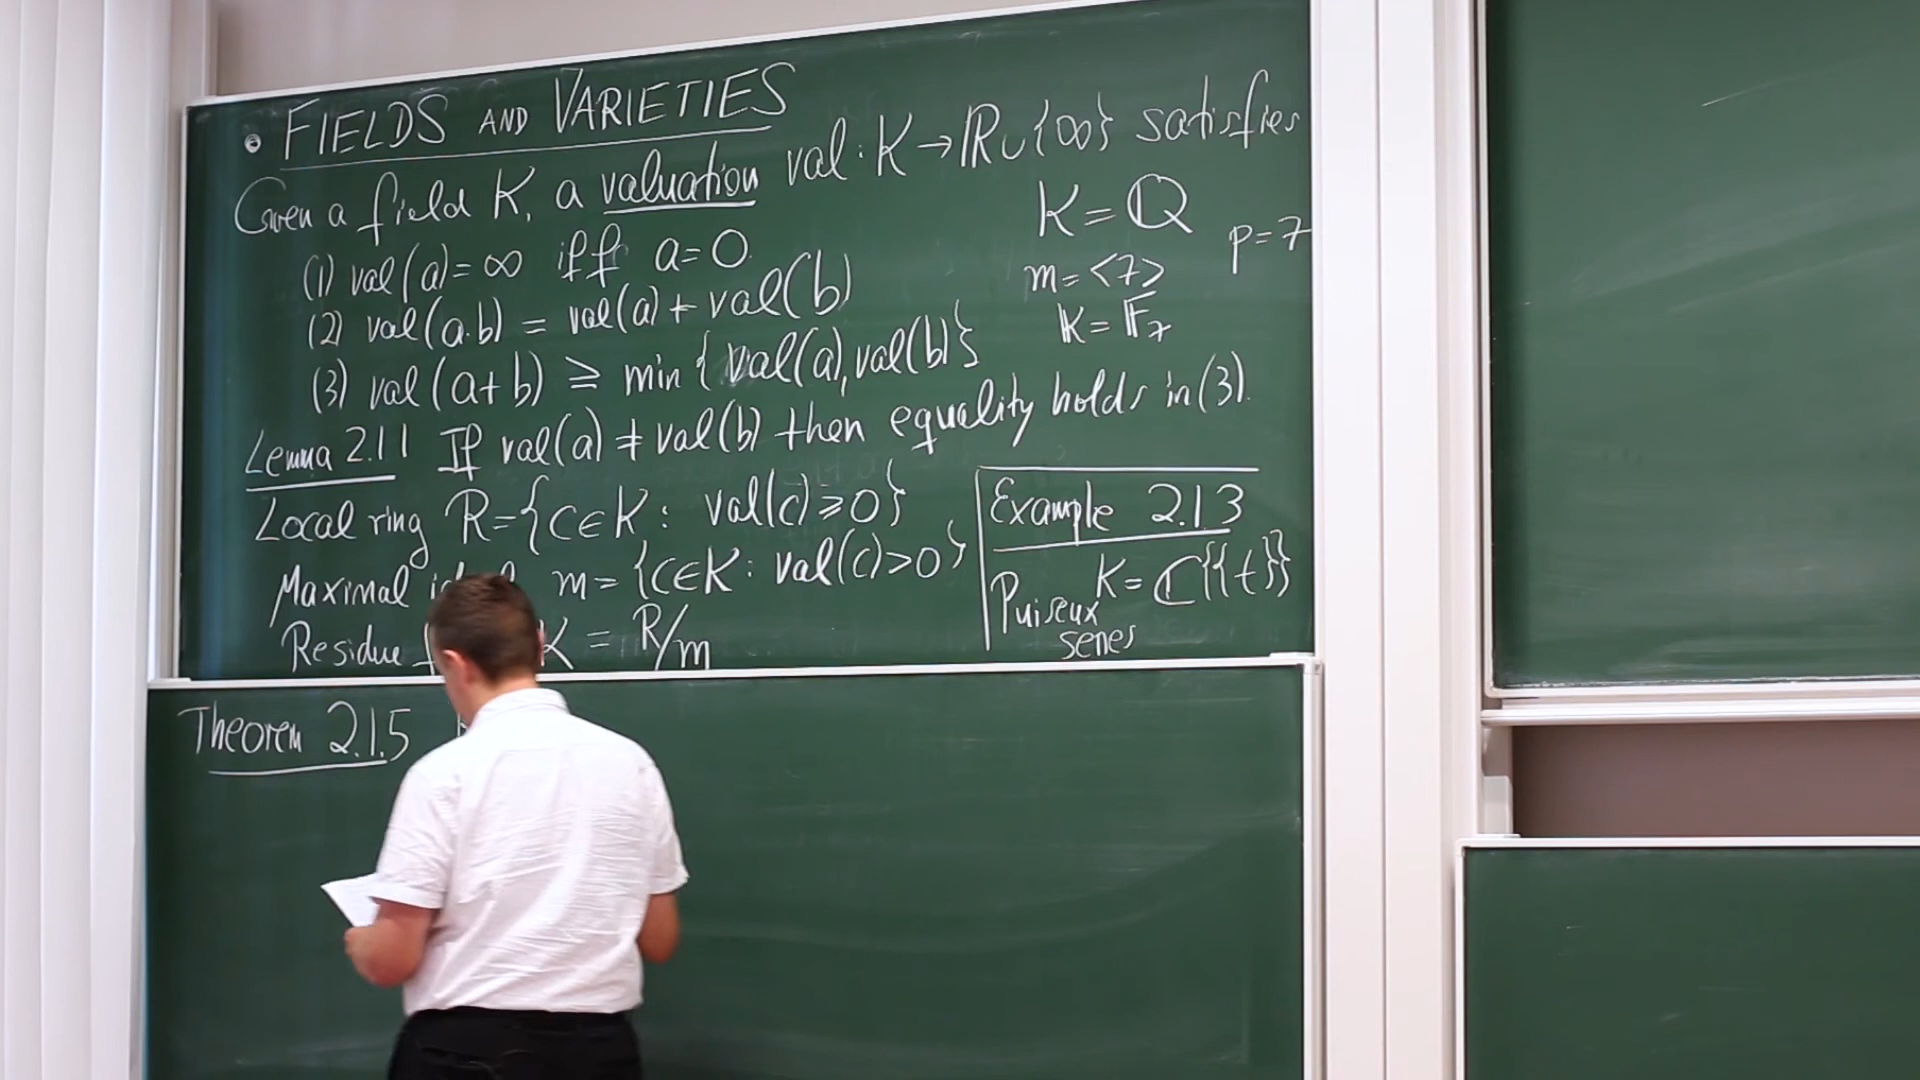 • FIELDS AND VARIETIES
Given a field K, a valuation val: K → ℝ∪{∞} satisfies
(1) val(a) = ∞ iff a = 0.
(2) val(a·b) = val(a) + val(b)
(3) val(a+b) ≥ min{val(a), val(b)}
K = ℚ p = 7
m = <7>
𝕜 = 𝔽₇
Lemma 2.1.1 If val(a) ≠ val(b) then equality holds in (3).
Local ring R = {c∈K : val(c) ≥ 0}
Maximal m = {c∈K : val(c) > 0}
Residue 𝕜 = R/m
Example 2.1.3
K = ℂ{{t}}
Puiseux
series
Theorem 2.1.5